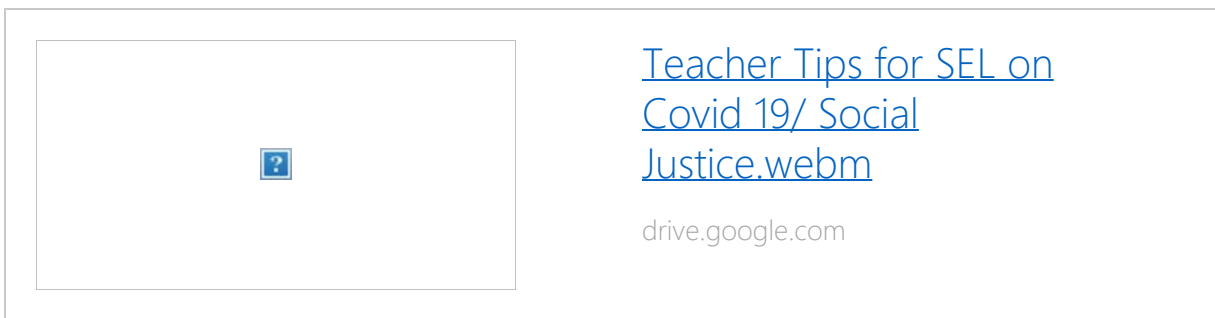 Teacher Tips for SEL on
Covid 19/ Social
Justice.webm
drive.google.com